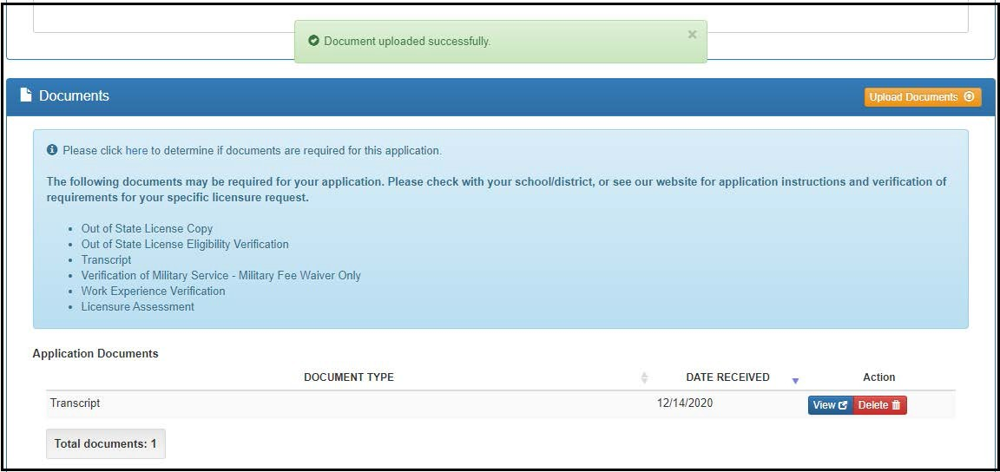 Document uploaded successfully.
×
Documents
Upload Documents
Please click here to determine if documents are required for this application.
The following documents may be required for your application. Please check with your school/district, or see our website for application instructions and verification of
requirements for your specific licensure request.
• Out of State License Copy
• Out of State License Eligibility Verification
• Transcript
• Verification of Military Service - Military Fee Waiver Only
• Work Experience Verification
• Licensure Assessment
Application Documents
DOCUMENT TYPE DATE RECEIVED Action
Transcript 12/14/2020 View Delete
Total documents: 1